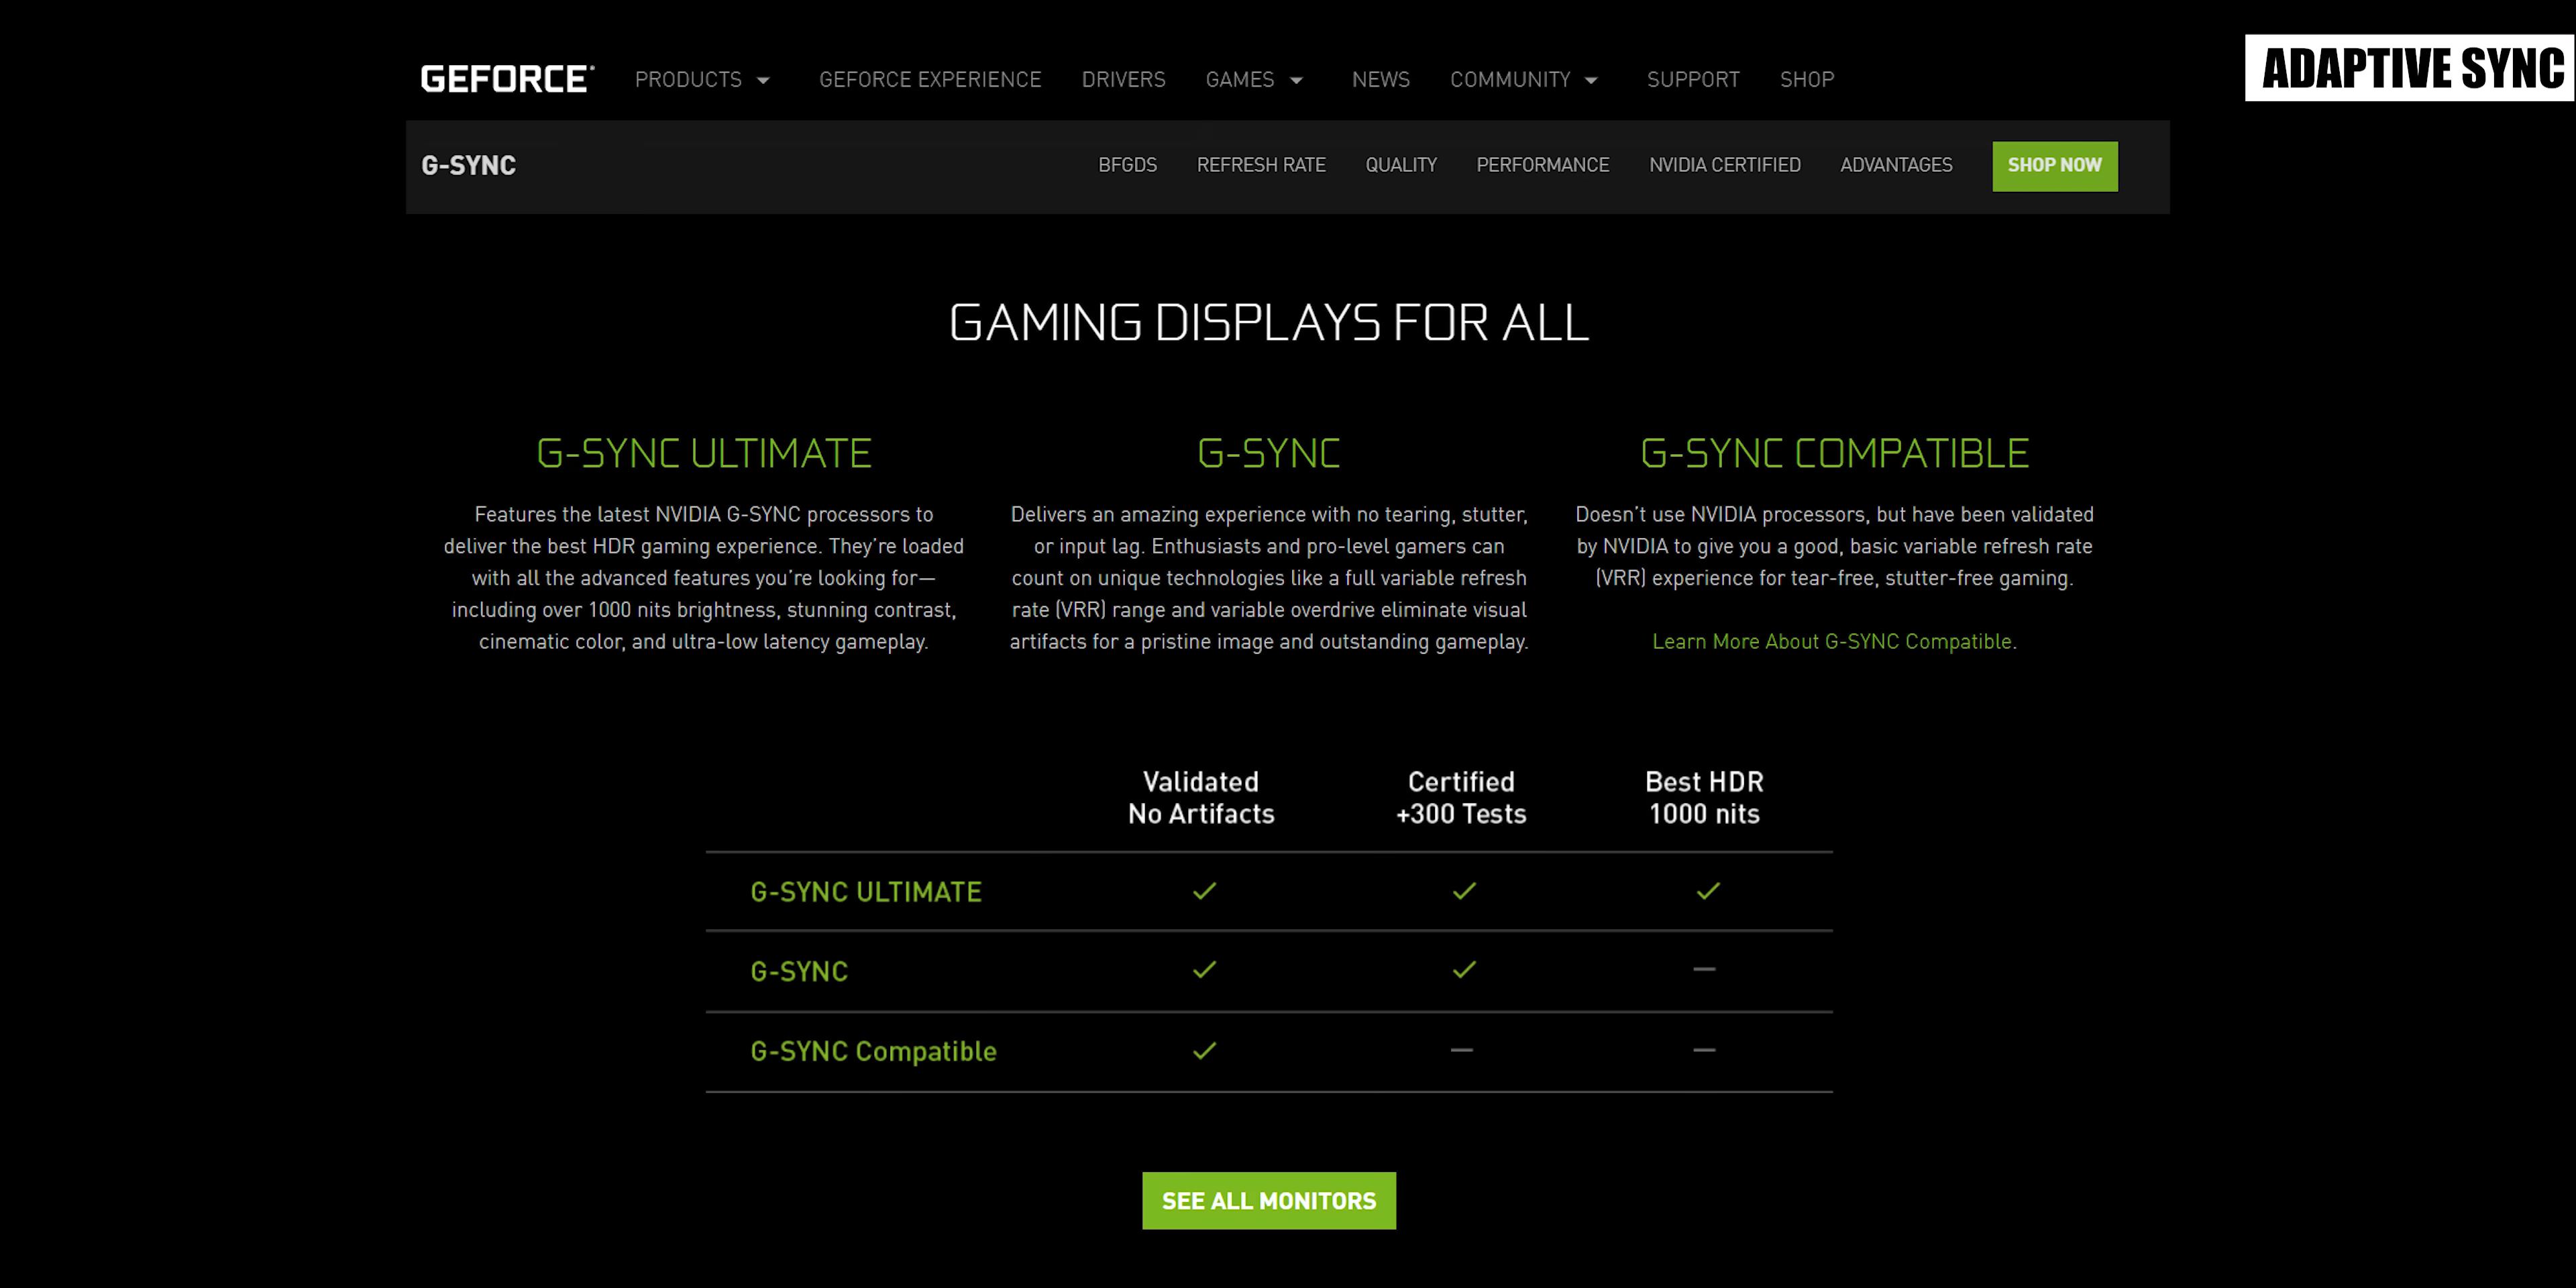 ADAPTIVE SYNC
GEFORCE PRODUCTS GEFORCE EXPERIENCE DRIVERS GAMES NEWS COMMUNITY SUPPORT SHOP
G-SYNC BFGDS REFRESH RATE QUALITY PERFORMANCE NVIDIA CERTIFIED ADVANTAGES SHOP NOW
GAMING DISPLAYS FOR ALL
G-SYNC ULTIMATE
Features the latest NVIDIA G-SYNC processors to
deliver the best HDR gaming experience. They're loaded
with all the advanced features you're looking for—
including over 1000 nits brightness, stunning contrast,
cinematic color, and ultra-low latency gameplay.
G-SYNC
Delivers an amazing experience with no tearing, stutter,
or input lag. Enthusiasts and pro-level gamers can
count on unique technologies like a full variable refresh
rate (VRR) range and variable overdrive eliminate visual
artifacts for a pristine image and outstanding gameplay.
G-SYNC COMPATIBLE
Doesn't use NVIDIA processors, but have been validated
by NVIDIA to give you a good, basic variable refresh rate
(VRR) experience for tear-free, stutter-free gaming.
Learn More About G-SYNC Compatible.
Validated Certified Best HDR
No Artifacts +300 Tests 1000 nits
G-SYNC ULTIMATE ✓ ✓ ✓
G-SYNC ✓ ✓ —
G-SYNC Compatible ✓ — —
SEE ALL MONITORS